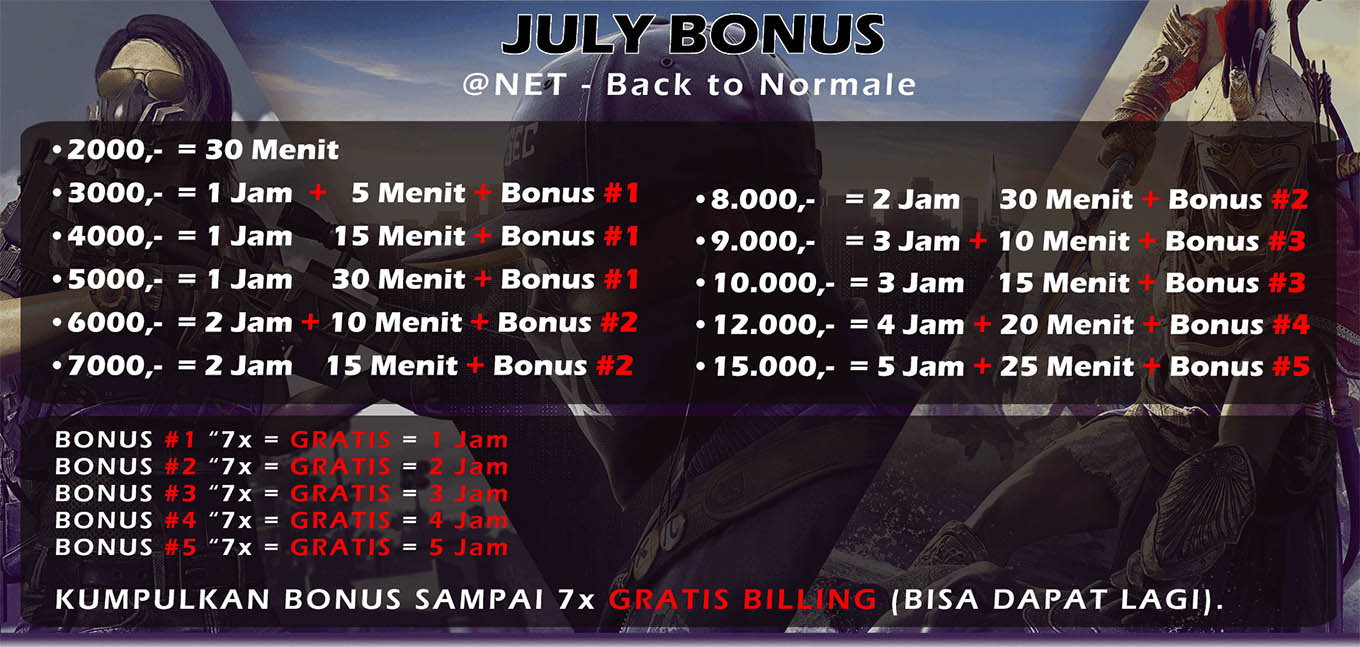 JULY BONUS
@NET - Back to Normale
• 2000,- = 30 Menit
• 3000,- = 1 Jam + 5 Menit + Bonus #1
• 4000,- = 1 Jam 15 Menit + Bonus #1
• 5000,- = 1 Jam 30 Menit + Bonus #1
• 6000,- = 2 Jam + 10 Menit + Bonus #2
• 7000,- = 2 Jam 15 Menit + Bonus #2
• 8.000,- = 2 Jam 30 Menit + Bonus #2
• 9.000,- = 3 Jam + 10 Menit + Bonus #3
• 10.000,- = 3 Jam 15 Menit + Bonus #3
• 12.000,- = 4 Jam + 20 Menit + Bonus #4
• 15.000,- = 5 Jam + 25 Menit + Bonus #5
BONUS #1 “7x = GRATIS = 1 Jam
BONUS #2 “7x = GRATIS = 2 Jam
BONUS #3 “7x = GRATIS = 3 Jam
BONUS #4 “7x = GRATIS = 4 Jam
BONUS #5 “7x = GRATIS = 5 Jam
KUMPULKAN BONUS SAMPAI 7x GRATIS BILLING (BISA DAPAT LAGI).